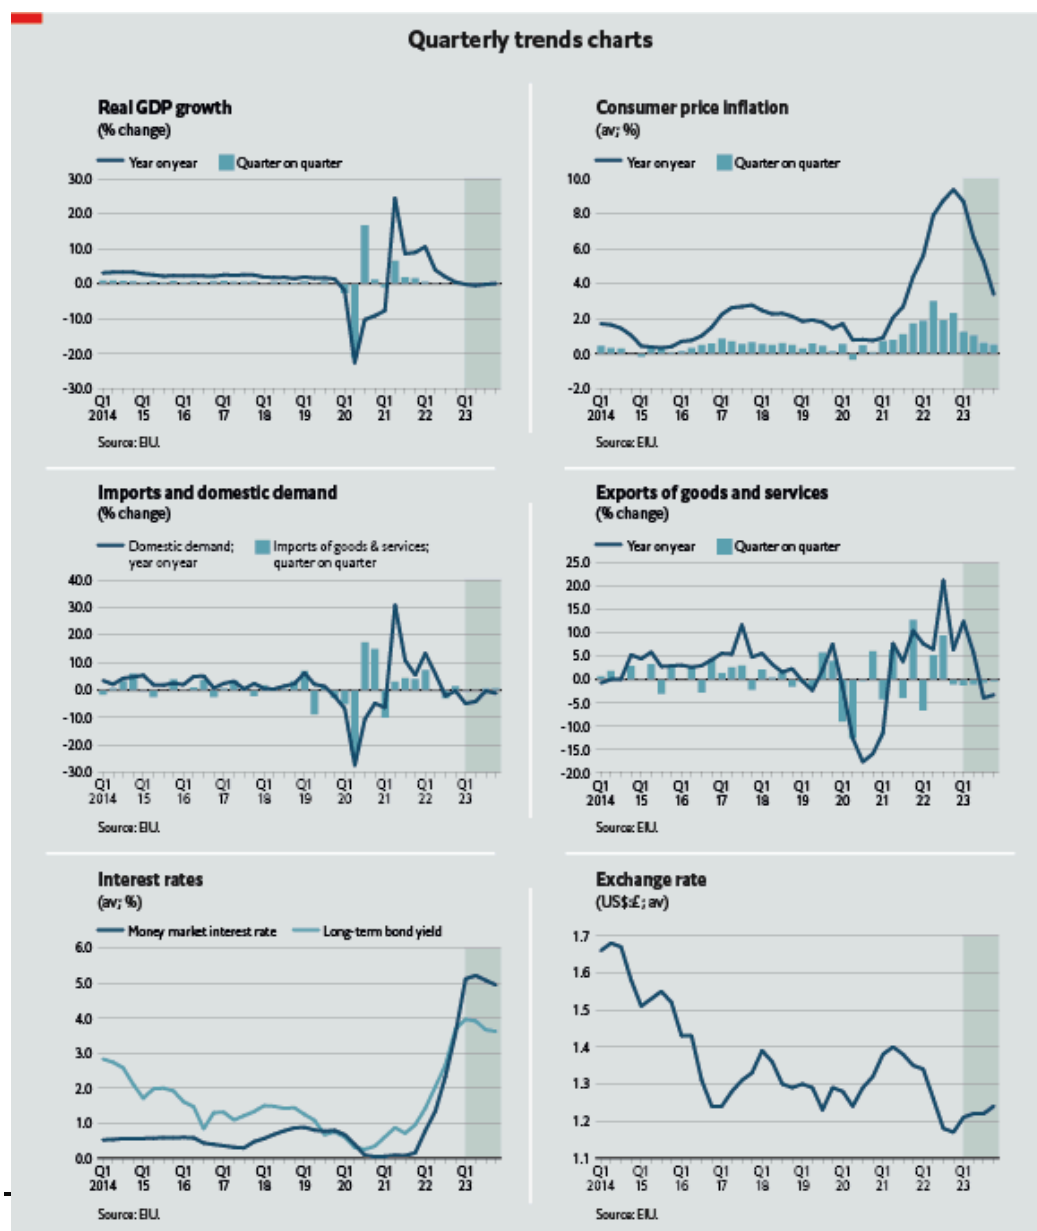 Quarterly trends charts
Real GDP growth
(% change)
Year on year
Quarter on quarter
30.0
20.0
10.0
0.0
-10.0
-20.0
-30.0
Q1 Q1 Q1 Q1 Q1 Q1 Q1 Q1 Q1 Q1
2014 15 16 17 18 19 20 21 22 23
Source: EIU.
Consumer price inflation
(av; %)
Year on year
Quarter on quarter
10.0
8.0
6.0
4.0
2.0
0.0
-2.0
Q1 Q1 Q1 Q1 Q1 Q1 Q1 Q1 Q1 Q1
2014 15 16 17 18 19 20 21 22 23
Source: EIU.
Imports and domestic demand
(% change)
Domestic demand;
year on year
Imports of goods & services;
quarter on quarter
40.0
30.0
20.0
10.0
0.0
-10.0
-20.0
-30.0
Q1 Q1 Q1 Q1 Q1 Q1 Q1 Q1 Q1 Q1
2014 15 16 17 18 19 20 21 22 23
Source: EIU.
Exports of goods and services
(% change)
Year on year
Quarter on quarter
25.0
20.0
15.0
10.0
5.0
0.0
-5.0
-10.0
-15.0
-20.0
Q1 Q1 Q1 Q1 Q1 Q1 Q1 Q1 Q1 Q1
2014 15 16 17 18 19 20 21 22 23
Source: EIU.
Interest rates
(av; %)
Money market interest rate
Long-term bond yield
6.0
5.0
4.0
3.0
2.0
1.0
0.0
Q1 Q1 Q1 Q1 Q1 Q1 Q1 Q1 Q1 Q1
2014 15 16 17 18 19 20 21 22 23
Source: EIU.
Exchange rate
(US$:£; av)
1.7
1.6
1.5
1.4
1.3
1.2
1.1
Q1 Q1 Q1 Q1 Q1 Q1 Q1 Q1 Q1 Q1
2014 15 16 17 18 19 20 21 22 23
Source: EIU.